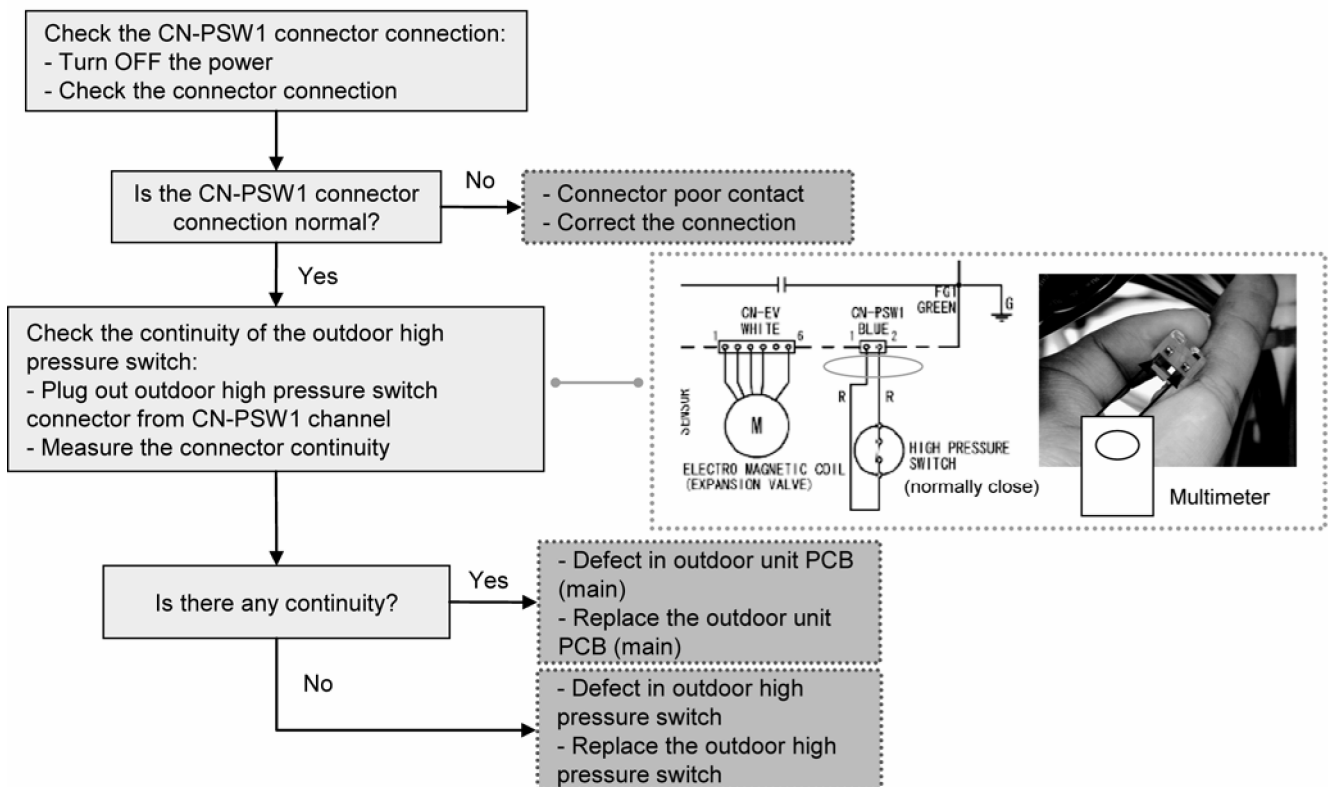 Check the CN-PSW1 connector connection:
- Turn OFF the power
- Check the connector connection
Is the CN-PSW1 connector
connection normal?
No
- Connector poor contact
- Correct the connection
Yes
Check the continuity of the outdoor high
pressure switch:
- Plug out outdoor high pressure switch
connector from CN-PSW1 channel
- Measure the connector continuity
FG1
GREEN
G
CN-EV
WHITE
1
6
CN-PSW1
BLUE
1
2
SENSOR
R
R
M
ELECTRO MAGNETIC COIL
(EXPANSION VALVE)
HIGH PRESSURE
SWITCH
(normally close)
Multimeter
Is there any continuity?
Yes
- Defect in outdoor unit PCB
(main)
- Replace the outdoor unit
PCB (main)
No
- Defect in outdoor high
pressure switch
- Replace the outdoor high
pressure switch